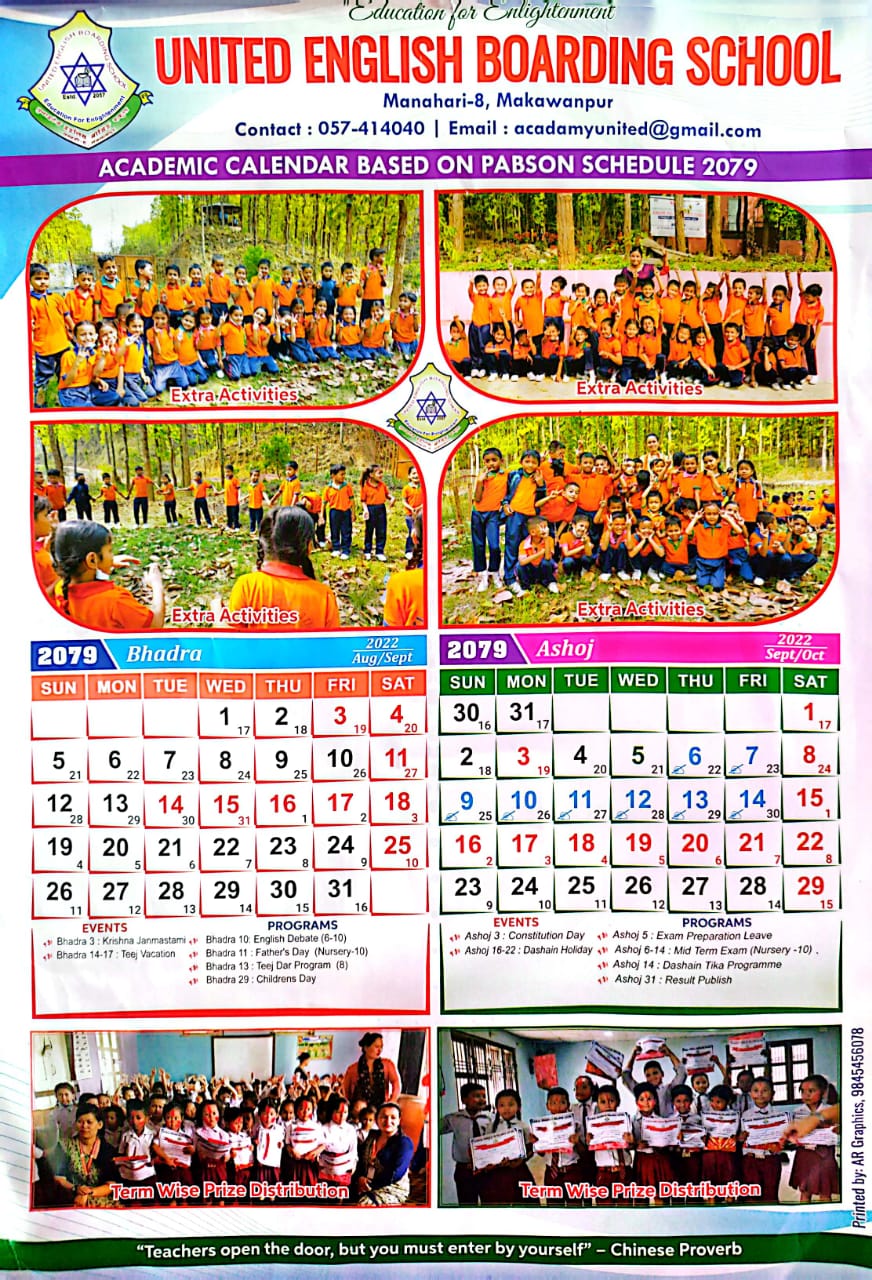 "Education for Enlightenment"
UNITED ENGLISH BOARDING SCHOOL
UNITED ENGLISH BOARDING SCHOOL
Estd. 2057
Education For Enlightenment
Manahari-8, Makawanpur
Contact : 057-414040 | Email : acadamyunited@gmail.com
ACADEMIC CALENDAR BASED ON PABSON SCHEDULE 2079
Extra Activities
Extra Activities
Education For Enlightenment
Extra Activities
Extra Activities
2079 Bhadra 2022 Aug/Sept
SUN MON TUE WED THU FRI SAT
1 17 2 18 3 19 4 20
5 21 6 22 7 23 8 24 9 25 10 26 11 27
12 28 13 29 14 30 15 31 16 1 17 2 18 3
19 4 20 5 21 6 22 7 23 8 24 9 25 10
26 11 27 12 28 13 29 14 30 15 31 16
EVENTS
Bhadra 3 : Krishna Janmastami
Bhadra 14-17 : Teej Vacation
PROGRAMS
Bhadra 10: English Debate (6-10)
Bhadra 11 : Father's Day (Nursery-10)
Bhadra 13 : Teej Dar Program (8)
Bhadra 29 : Childrens Day
2079 Ashoj 2022 Sept/Oct
SUN MON TUE WED THU FRI SAT
30 16 31 17 1 17
2 18 3 19 4 20 5 21 6 22 7 23 8 24
9 25 10 26 11 27 12 28 13 29 14 30 15 1
16 2 17 3 18 4 19 5 20 6 21 7 22 8
23 9 24 10 25 11 26 12 27 13 28 14 29 15
EVENTS
Ashoj 3 : Constitution Day
Ashoj 16-22 : Dashain Holiday
PROGRAMS
Ashoj 5 : Exam Preparation Leave
Ashoj 6-14 : Mid Term Exam (Nursery -10) .
Ashoj 14 : Dashain Tika Programme
Ashoj 31 : Result Publish
Term Wise Prize Distribution
Term Wise Prize Distribution
Printed by: AR Graphics, 9845456078
"Teachers open the door, but you must enter by yourself" – Chinese Proverb